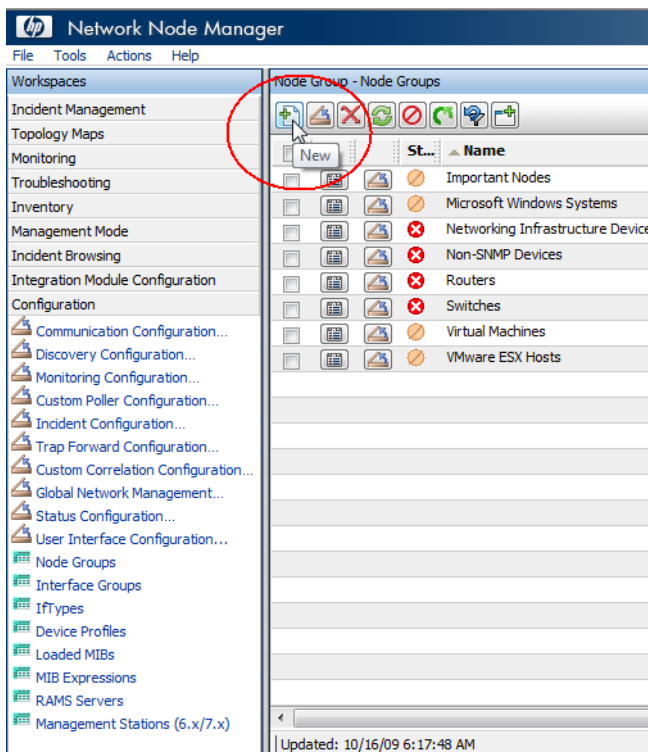 hp Network Node Manager
File Tools Actions Help
Workspaces
Incident Management
Topology Maps
Monitoring
Troubleshooting
Inventory
Management Mode
Incident Browsing
Integration Module Configuration
Configuration
Communication Configuration...
Discovery Configuration...
Monitoring Configuration...
Custom Poller Configuration...
Incident Configuration...
Trap Forward Configuration...
Custom Correlation Configuration...
Global Network Management...
Status Configuration...
User Interface Configuration...
Node Groups
Interface Groups
IfTypes
Device Profiles
Loaded MIBs
MIB Expressions
RAMS Servers
Management Stations (6.x/7.x)
Node Group - Node Groups
New
St... Name
Important Nodes
Microsoft Windows Systems
Networking Infrastructure Device
Non-SNMP Devices
Routers
Switches
Virtual Machines
VMware ESX Hosts
Updated: 10/16/09 6:17:48 AM